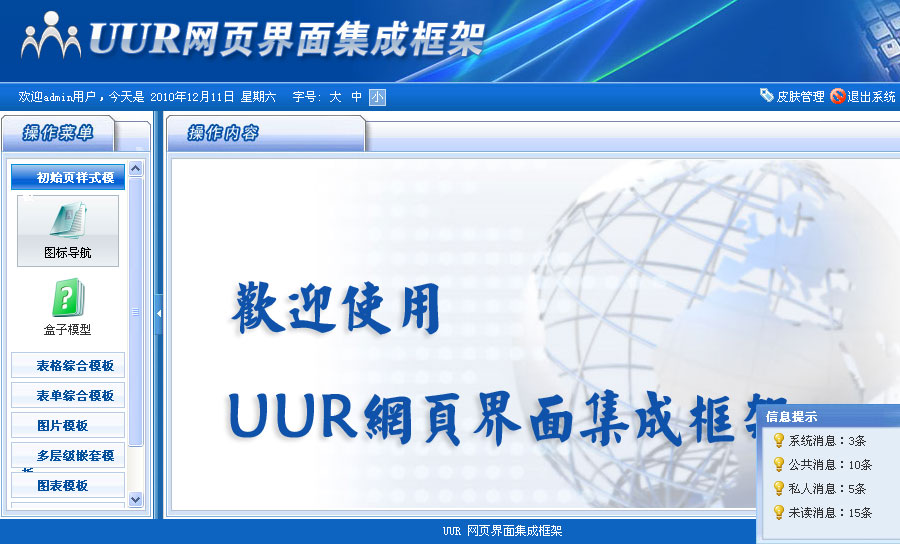 UUR网页界面集成框架
欢迎admin用户，今天是 2010年12月11日 星期六 字号: 大 中 小
皮肤管理 退出系统
操作菜单
操作内容
初始页样式模
图标导航
盒子模型
表格综合模板
表单综合模板
图片模板
多层级嵌套模
图表模板
歡迎使用
UUR網頁界面集成框架
信息提示
系统消息：3条
公共消息：10条
私人消息：5条
未读消息：15条
UUR 网页界面集成框架